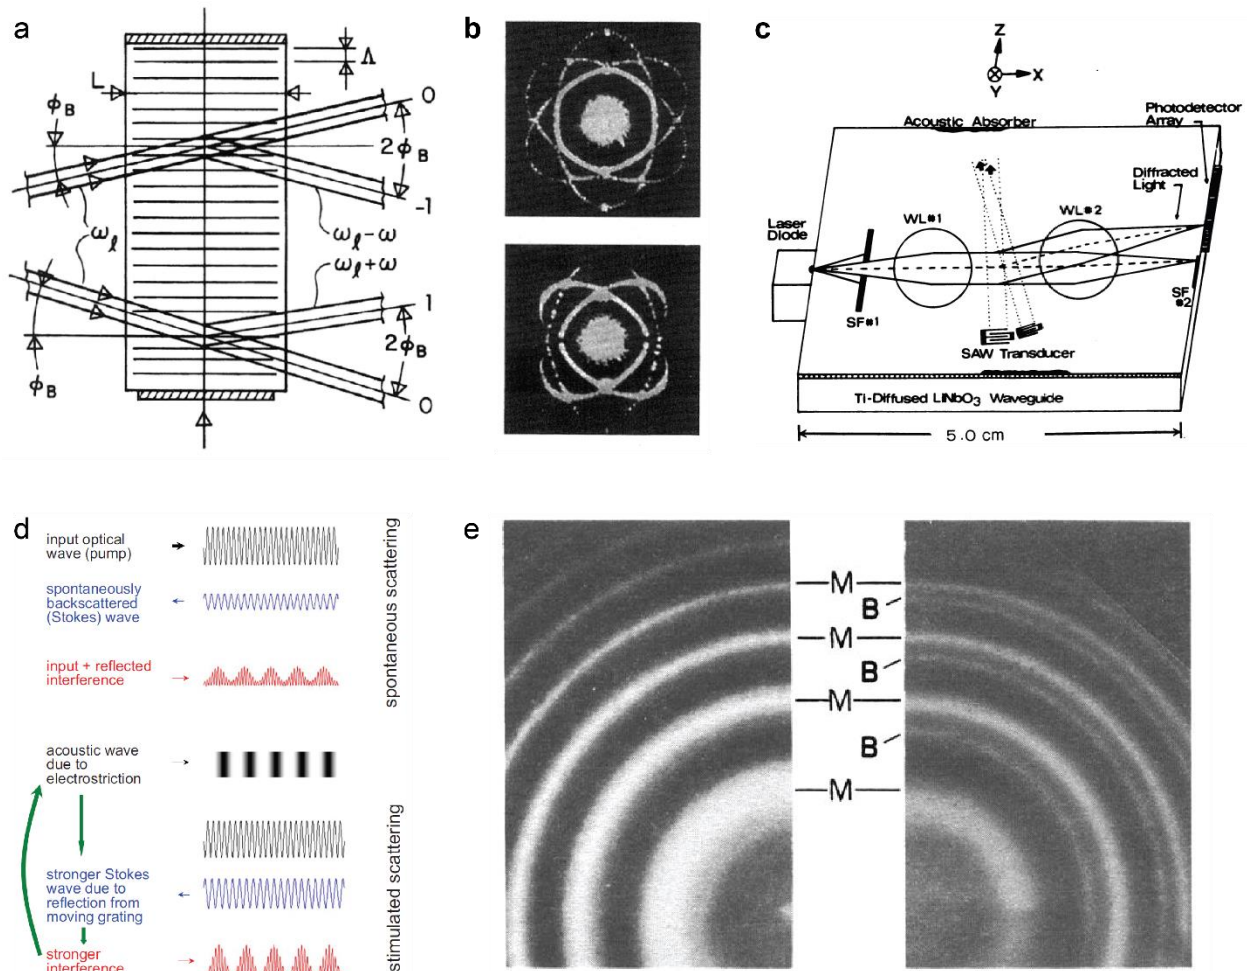 a
Λ
L
ϕB
0
2ϕB
-1
ωℓ
ωℓ-ω
ωℓ+ω
1
2ϕB
ϕB
0
b
c
Z
X
Y
Photodetector
Array
Acoustic Absorber
Diffracted
Light
Laser
Diode
WL#1
WL#2
SF#1
SF
#2
SAW Transducer
Ti-Diffused LiNbO3 Waveguide
5.0 cm
d
input optical
wave (pump)
spontaneously
backscattered
(Stokes) wave
input + reflected
interference
spontaneous scattering
acoustic wave
due to
electrostriction
stronger Stokes
wave due to
reflection from
moving grating
stronger
interference
stimulated scattering
e
M
B
M
B
M
B
M